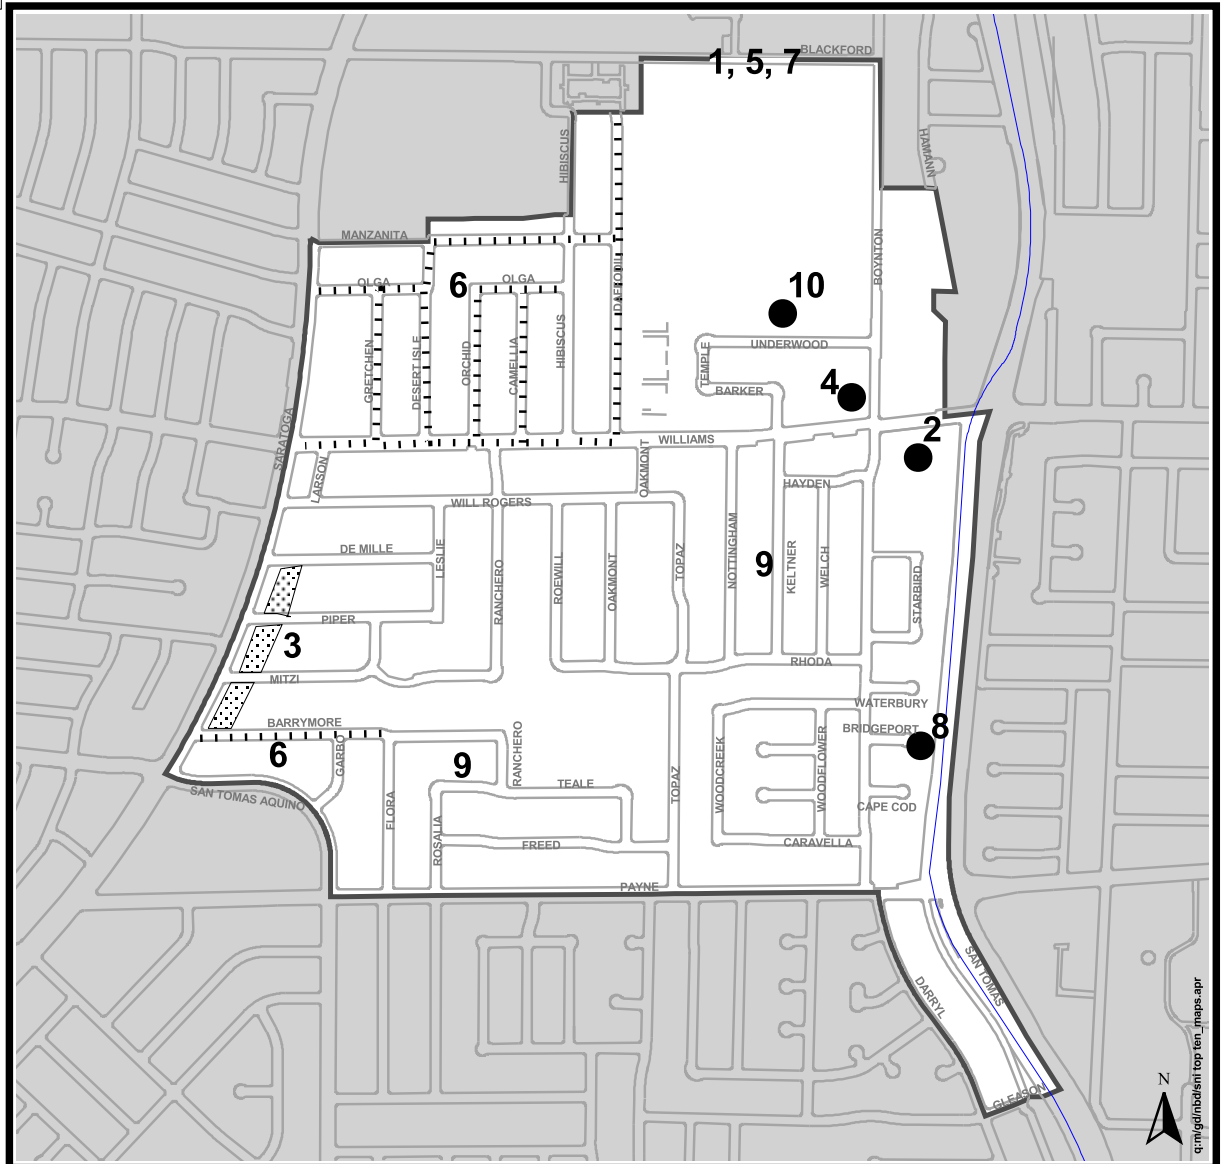 BLACKFORD
1, 5, 7
HIBISCUS
HAMANN
MANZANITA
BOYNTON
OLGA
6
OLGA
DAFFODIL
10
GRETCHEN
DESERT ISLE
ORCHID
CAMELLIA
HIBISCUS
TEMPLE
UNDERWOOD
4
BARKER
SARATOGA
2
WILLIAMS
LARSON
OAKMONT
HAYDEN
WILL ROGERS
DE MILLE
LESLIE
RANCHERO
ROEWILL
OAKMONT
TOPAZ
NOTTINGHAM
9
KELTNER
WELCH
STARBIRD
PIPER
3
MITZI
RHODA
WATERBURY
BARRYMORE
BRIDGEPORT
8
6
GARBO
9
RANCHERO
TEALE
TOPAZ
WOODCREEK
WOODFLOWER
SAN TOMAS AQUINO
FLORA
ROSALIA
CAPE COD
FREED
CARAVELLA
PAYNE
DARRYL
SAN TOMAS
GLEASON
N
q:m/gd/nbd/sni top ten_maps.apr